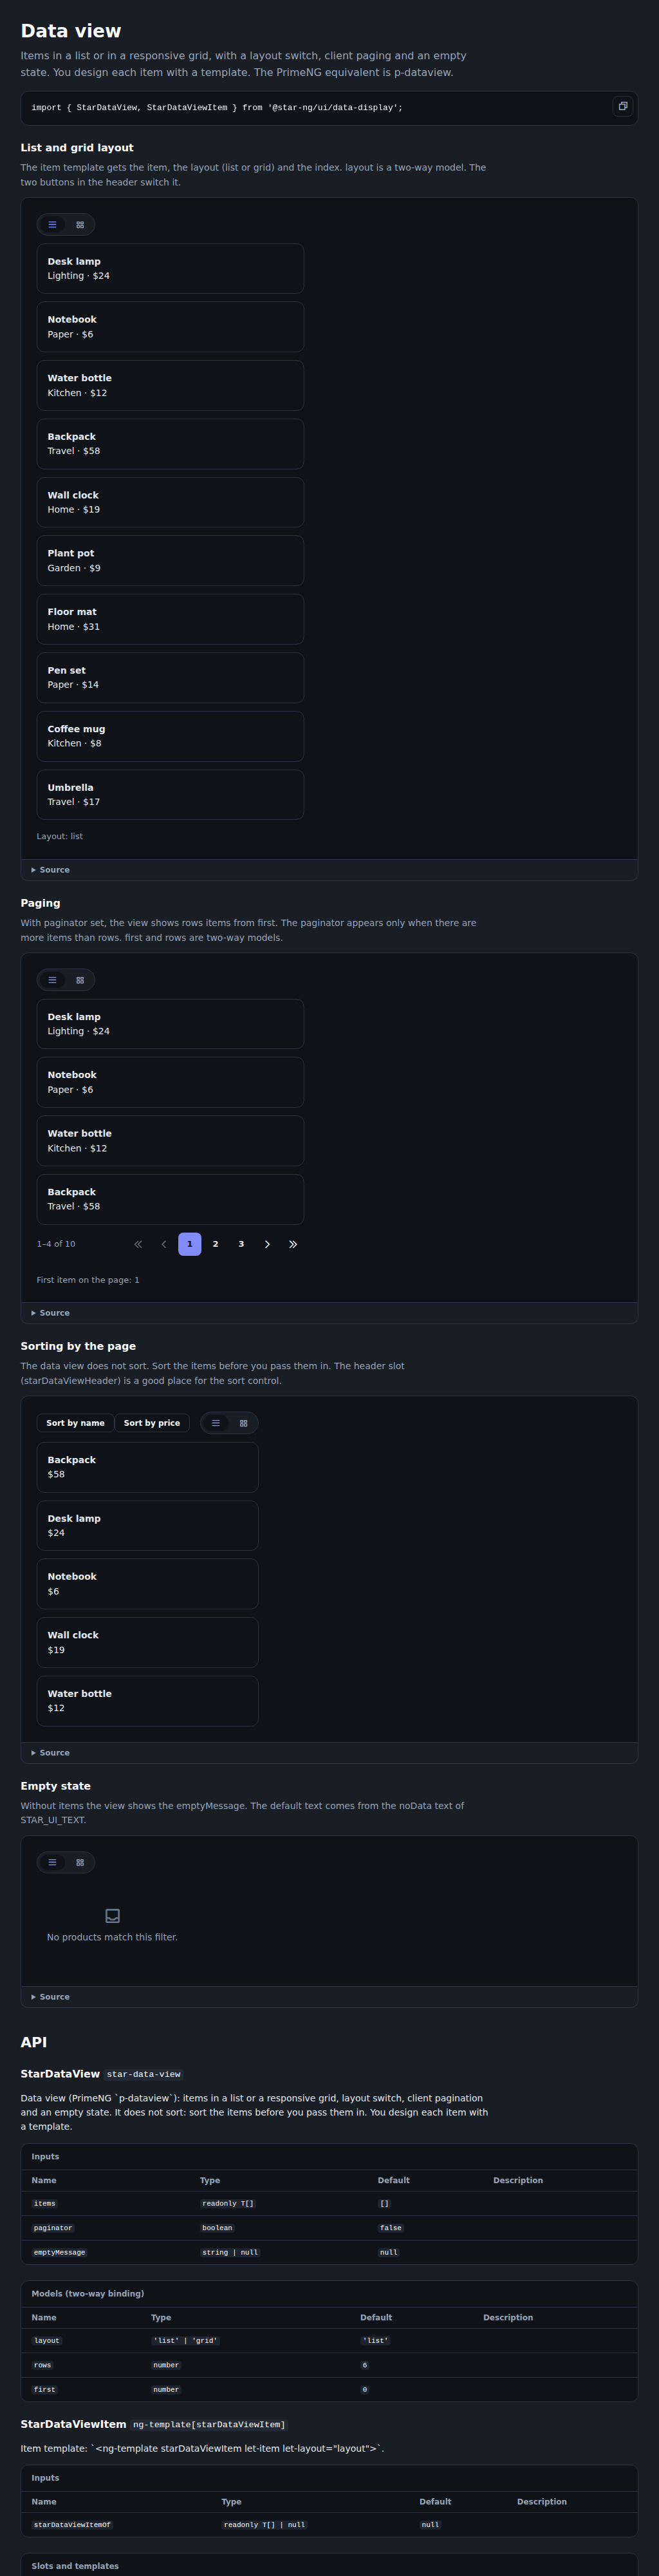 Data view
Items in a list or in a responsive grid, with a layout switch, client paging and an empty
state. You design each item with a template. The PrimeNG equivalent is p-dataview.
import { StarDataView, StarDataViewItem } from '@star-ng/ui/data-display';
List and grid layout
The item template gets the item, the layout (list or grid) and the index. layout is a two-way model. The
two buttons in the header switch it.
Desk lamp
Lighting · $24
Notebook
Paper · $6
Water bottle
Kitchen · $12
Backpack
Travel · $58
Wall clock
Home · $19
Plant pot
Garden · $9
Floor mat
Home · $31
Pen set
Paper · $14
Coffee mug
Kitchen · $8
Umbrella
Travel · $17
Layout: list
Source
Paging
With paginator set, the view shows rows items from first. The paginator appears only when there are
more items than rows. first and rows are two-way models.
Desk lamp
Lighting · $24
Notebook
Paper · $6
Water bottle
Kitchen · $12
Backpack
Travel · $58
1–4 of 10 1 2 3
First item on the page: 1
Source
Sorting by the page
The data view does not sort. Sort the items before you pass them in. The header slot
(starDataViewHeader) is a good place for the sort control.
Sort by name Sort by price
Backpack
$58
Desk lamp
$24
Notebook
$6
Wall clock
$19
Water bottle
$12
Source
Empty state
Without items the view shows the emptyMessage. The default text comes from the noData text of
STAR_UI_TEXT.
No products match this filter.
Source
API
StarDataView star-data-view
Data view (PrimeNG `p-dataview`): items in a list or a responsive grid, layout switch, client pagination
and an empty state. It does not sort: sort the items before you pass them in. You design each item with
a template.
Inputs
Name Type Default Description
items readonly T[] []
paginator boolean false
emptyMessage string | null null
Models (two-way binding)
Name Type Default Description
layout 'list' | 'grid' 'list'
rows number 6
first number 0
StarDataViewItem ng-template[starDataViewItem]
Item template: `<ng-template starDataViewItem let-item let-layout="layout">`.
Inputs
Name Type Default Description
starDataViewItemOf readonly T[] | null null
Slots and templates